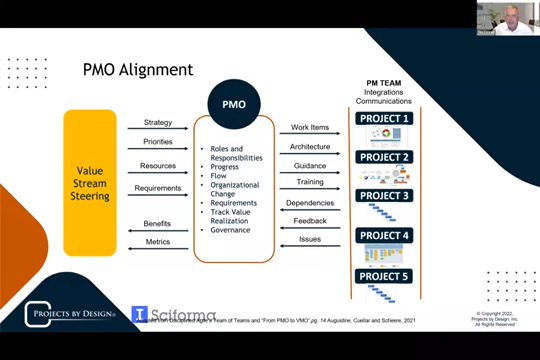 PMO Alignment
Value
Stream
Steering
Strategy
Priorities
Resources
Requirements
Benefits
Metrics
PMO
• Roles and
Responsibilities
• Progress
• Flow
• Organizational
Change
• Requirements
• Track Value
Realization
• Governance
Work Items
Architecture
Guidance
Training
Dependencies
Feedback
Issues
PM TEAM
Integrations
Communications
PROJECT 1
PROJECT 2
PROJECT 3
PROJECT 4
PROJECT 5
PROJECTS BY DESIGN®
Sciforma
from Disciplined Agile's Team of Teams and "From PMO to VMO", pg. 14 Augustine, Cuellar and Scheere, 2021
© Copyright 2022,
Projects by Design, Inc.
All Rights Reserved